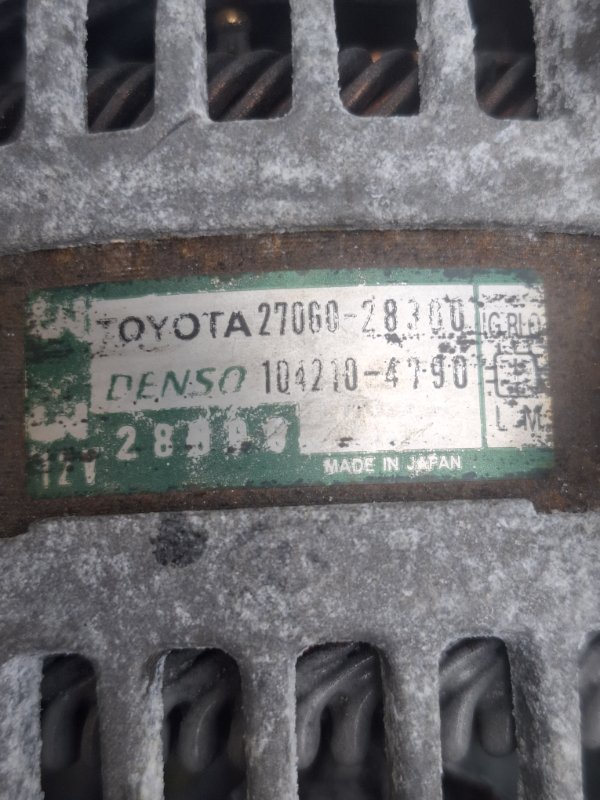 TOYOTA 27060-28300
DENSO 104210-4790
12V
MADE IN JAPAN
L M